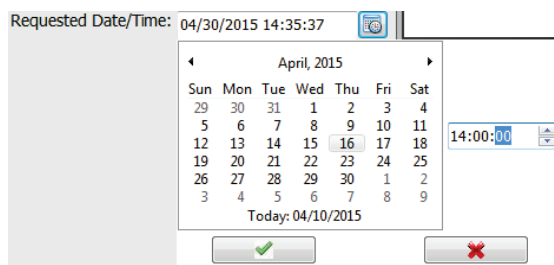 Requested Date/Time: 04/30/2015 14:35:37
April, 2015
Sun Mon Tue Wed Thu Fri Sat
29 30 31 1 2 3 4
5 6 7 8 9 10 11
12 13 14 15 16 17 18
19 20 21 22 23 24 25
26 27 28 29 30 1 2
3 4 5 6 7 8 9
Today: 04/10/2015
14:00:00